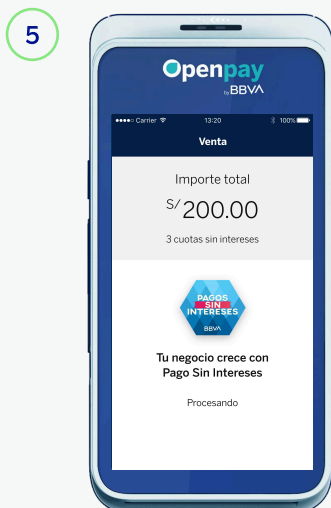 5
Openpay
by BBVA
Carrier 13:20 100%
Venta
Importe total
S/200.00
3 cuotas sin intereses
PAGOS
SIN
INTERESES
BBVA
Tu negocio crece con
Pago Sin Intereses
Procesando